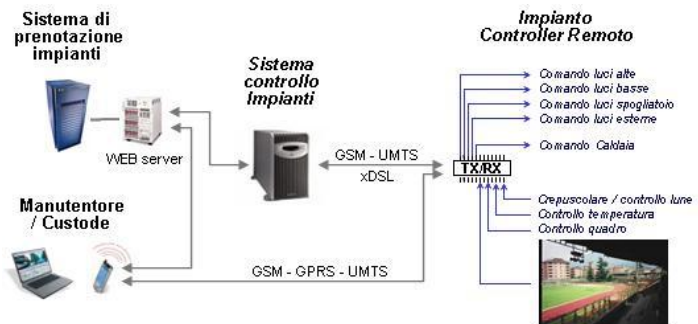 Sistema di
prenotazione
impianti
WEB server
Manutentore
/ Custode
Sistema
controllo
Impianti
GSM - UMTS
xDSL
GSM - GPRS - UMTS
Impianto
Controller Remoto
Comando luci alte
Comando luci basse
Comando luci spogliatoio
Comando luci esterne
Comando Caldaia
TX/RX
Crepuscolare / controllo lune
Controllo temperatura
Controllo quadro